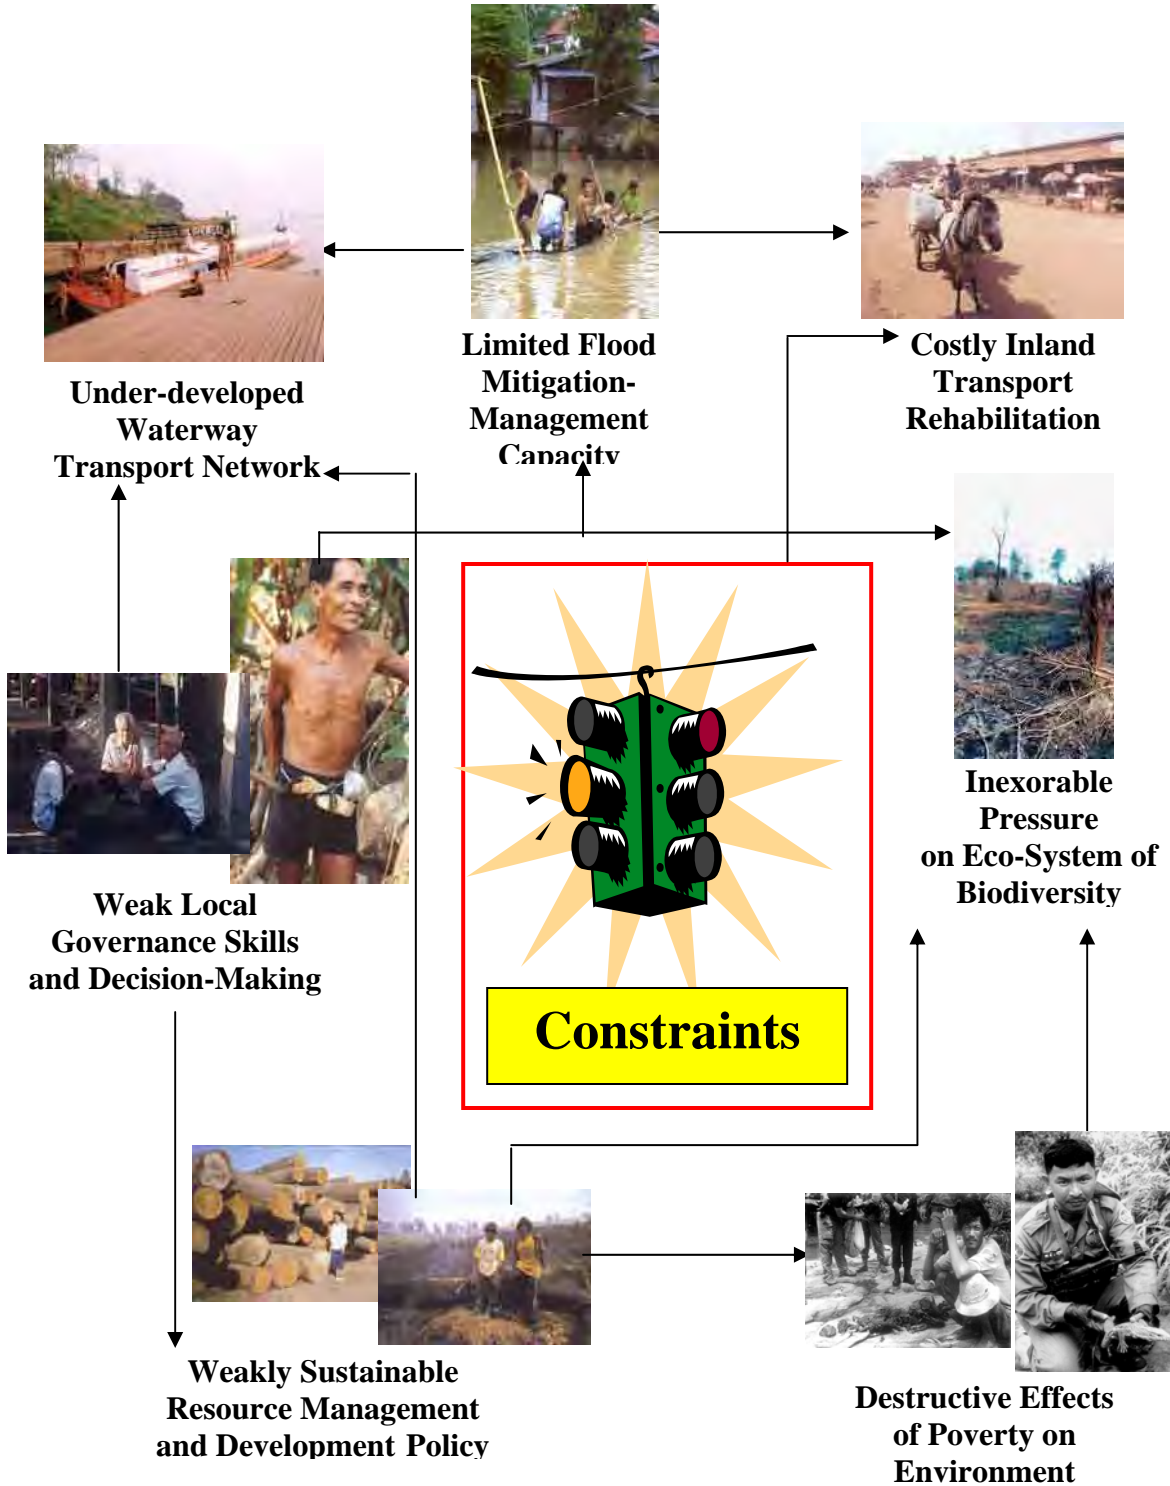 Limited Flood
Mitigation-
Management
Capacity
Costly Inland
Transport
Rehabilitation
Under-developed
Waterway
Transport Network
Inexorable
Pressure
on Eco-System of
Biodiversity
Weak Local
Governance Skills
and Decision-Making
Constraints
Weakly Sustainable
Resource Management
and Development Policy
Destructive Effects
of Poverty on
Environment